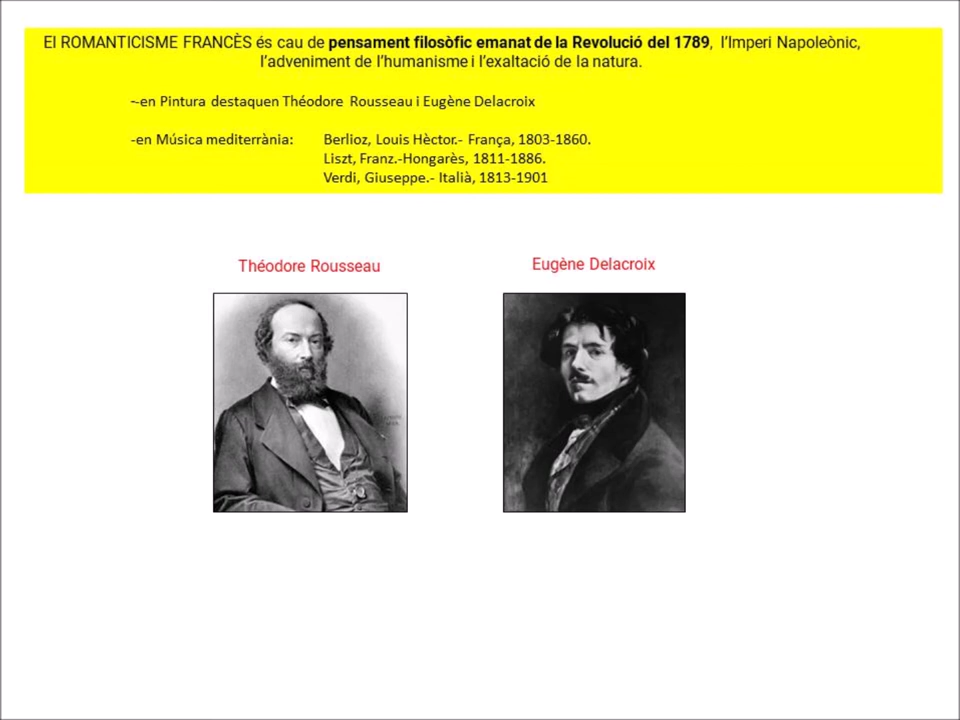 El ROMANTICISME FRANCÈS és cau de pensament filosòfic emanat de la Revolució del 1789, l'Imperi Napoleònic,
l'adveniment de l'humanisme i l'exaltació de la natura.
--en Pintura destaquen Théodore Rousseau i Eugène Delacroix
-en Música mediterrània: Berlioz, Louis Hèctor.- França, 1803-1860.
Liszt, Franz.-Hongarès, 1811-1886.
Verdi, Giuseppe.- Italià, 1813-1901
Théodore Rousseau
Eugène Delacroix